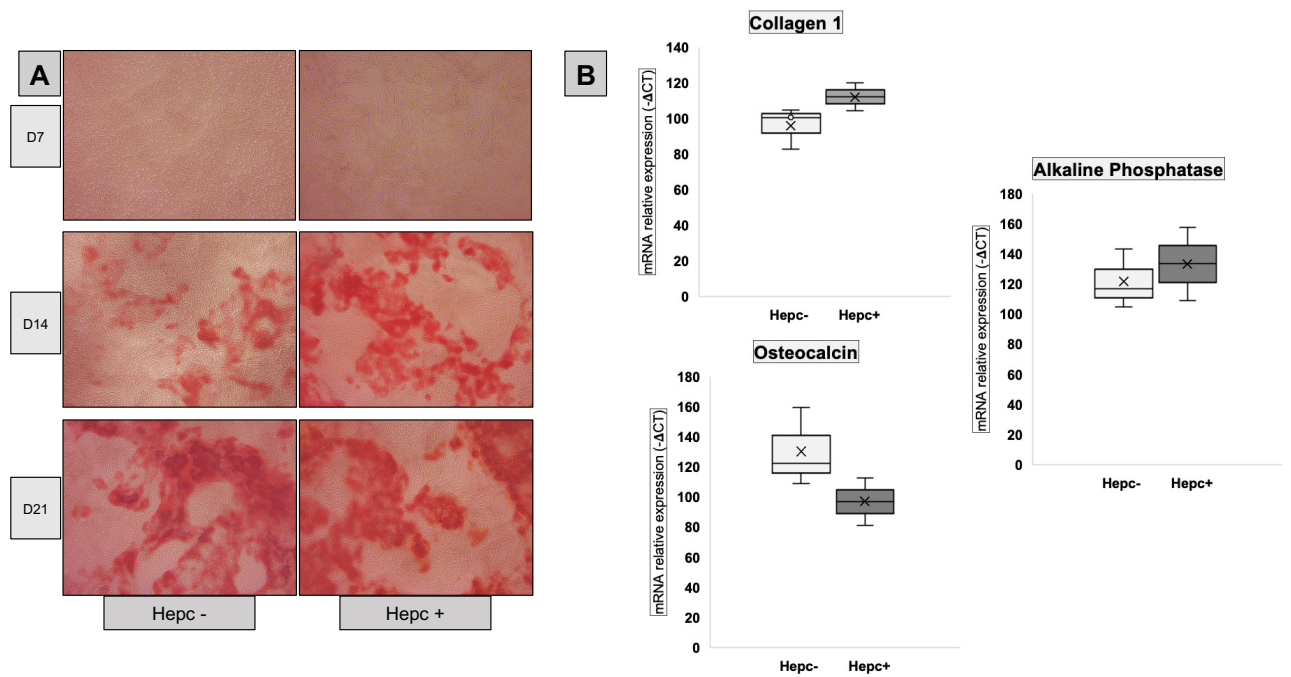 A
D7
D14
D21
Hepc -
Hepc +
B
Collagen 1
mRNA relative expression (-ΔCT)
140
120
100
80
60
40
20
0
Hepc-
Hepc+
Osteocalcin
mRNA relative expression (-ΔCT)
180
160
140
120
100
80
60
40
20
0
Hepc-
Hepc+
Alkaline Phosphatase
mRNA relative expression (-ΔCT)
180
160
140
120
100
80
60
40
20
0
Hepc-
Hepc+